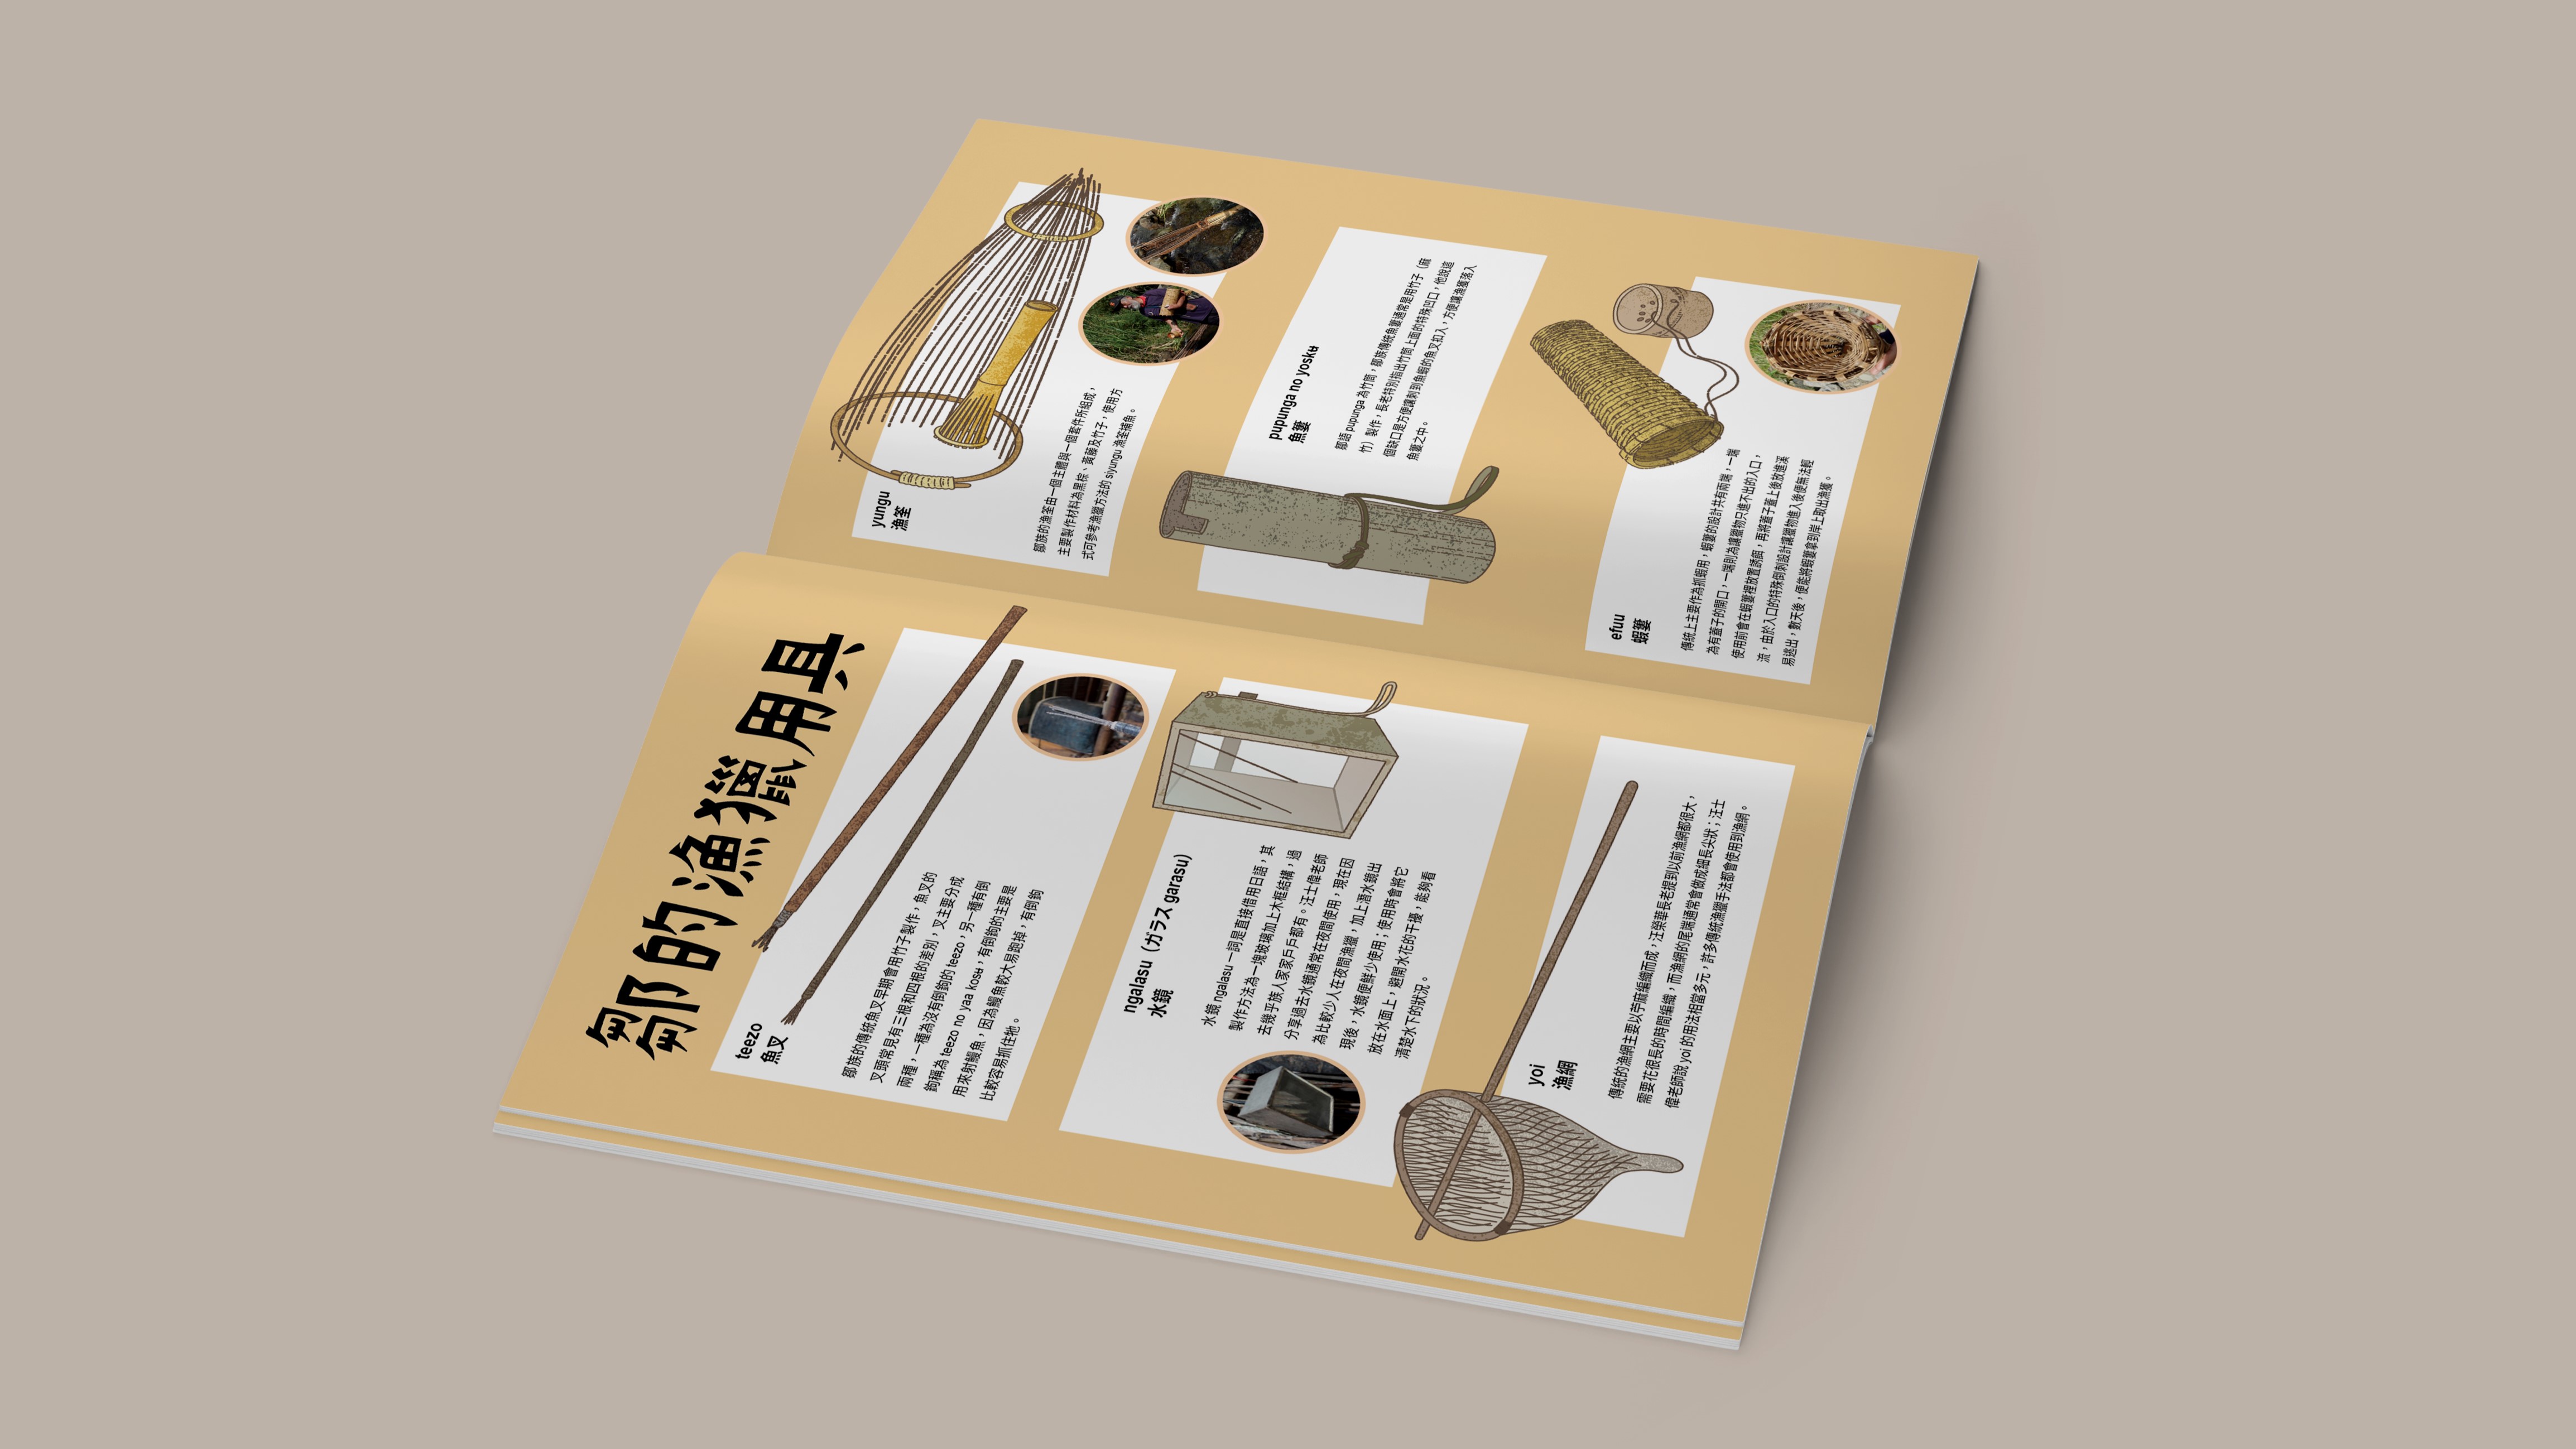 鄒的漁獵用具
teezo
魚叉
鄒族的傳統魚叉早期會用竹子製作，魚叉的
叉頭常見有三根和四根的差別，叉主要分成
兩種，一種為沒有倒鉤的 teezo，另一種有倒
鉤稱為 teezo no yaa kosʉ，有倒鉤的主要是
用來射鰻魚，因為鰻魚較大易跑掉，有倒鉤
比較容易抓住牠。
ngalasu（ガラス garasu）
水鏡
水鏡 ngalasu 一詞是直接借用日語，其
製作方法為一塊玻璃加上木框結構，過
去幾乎族人家家戶戶都有。汪士偉老師
分享過去水鏡通常在夜間使用，現在因
為比較少人在夜間漁獵，加上潛水鏡出
現後，水鏡便鮮少使用；使用時會將它
放在水面上，避開水花的干擾，能夠看
清楚水下的狀況。
yoi
漁網
傳統的漁網主要以苧麻編織而成，汪榮華長老提到以前漁網都很大，
需要花很長的時間編織，而漁網的尾端通常會做成細長尖狀；汪士
偉老師說 yoi 的用法相當多元，許多傳統漁獵手法都會使用到漁網。
yungu
漁筌
鄒族的漁筌由一個主體與一個套件所組成，
主要製作材料為黑棕、黃藤及竹子，使用方
式可參考漁獵方法的 siyungu 漁筌捕魚。
pupunga no yoskʉ
魚簍
鄒語 pupunga 為竹筒，鄒族傳統魚簍通常是用竹子（麻
竹）製作，長老特別指出竹筒上面的特殊凹口，他說這
個缺口是方便讓刺到魚蝦的魚叉扣入，方便讓漁獲落入
魚簍之中。
efuu
蝦簍
傳統上主要作為抓蝦用，蝦簍的設計共有兩端，一端
為有蓋子的開口，一端則為讓獵物只進不出的入口，
使用前會在蝦簍裡放置誘餌，再將蓋子蓋上後放進溪
流，由於入口的特殊倒刺設計讓獵物進入後便無法輕
易逃出，數天後，便能將蝦簍拿到岸上取出漁獲。